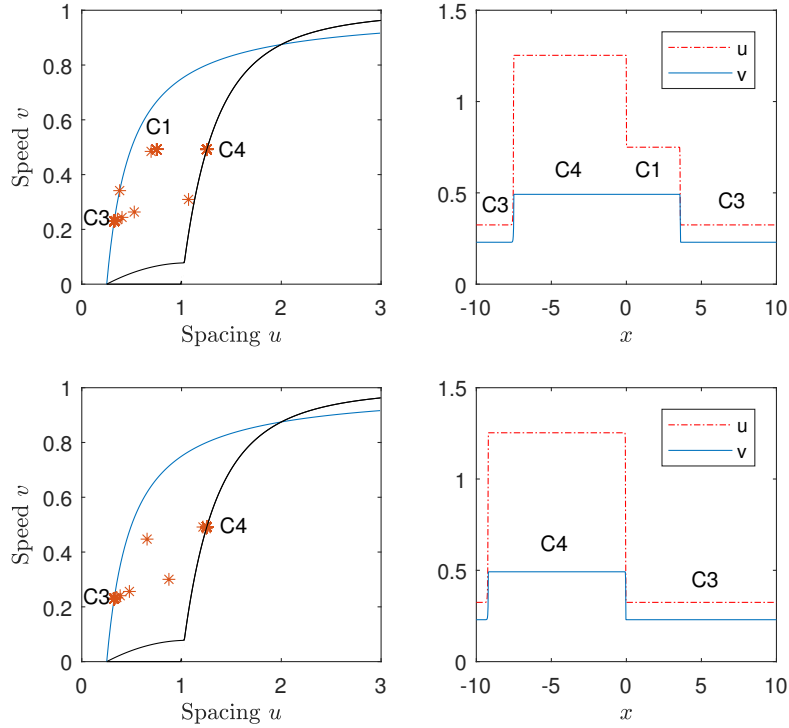 1
0.8
0.6
0.4
0.2
0
Speed v
C1
C4
C3
0 1 2 3
Spacing u
1.5
1
0.5
0
u
v
C4 C1
C3 C3
-10 -5 0 5 10
x
1
0.8
0.6
0.4
0.2
0
Speed v
C4
C3
0 1 2 3
Spacing u
1.5
1
0.5
0
u
v
C4
C3
-10 -5 0 5 10
x